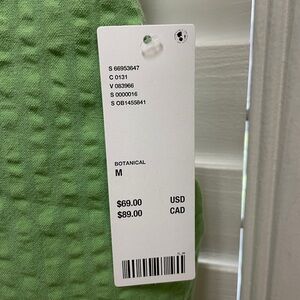 S 66953647
C 0131
V 083966
S 0000016
S OB1455841
BOTANICAL
M
$69.00 USD
$89.00 CAD